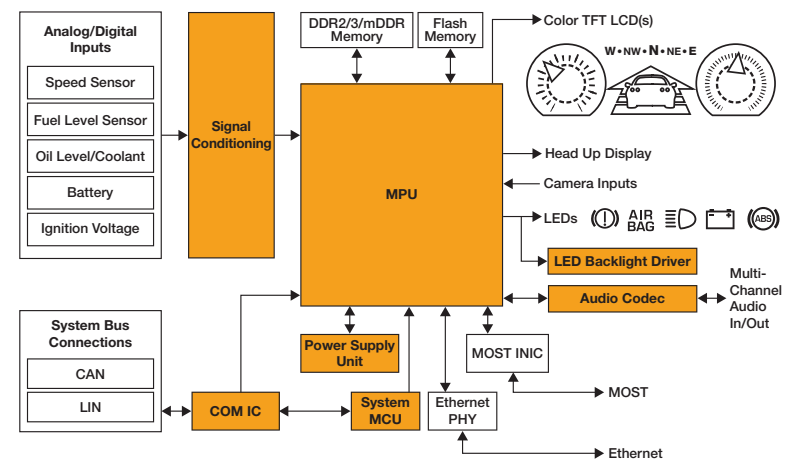 Analog/Digital
Inputs
Speed Sensor
Fuel Level Sensor
Oil Level/Coolant
Battery
Ignition Voltage
Signal
Conditioning
DDR2/3/mDDR
Memory
Flash
Memory
MPU
Color TFT LCD(s)
W•NW•N•NE•E
Head Up Display
Camera Inputs
LEDs
AIR
BAG
ABS
LED Backlight Driver
Audio Codec
Multi-
Channel
Audio
In/Out
System Bus
Connections
CAN
LIN
COM IC
Power Supply
Unit
System
MCU
Ethernet
PHY
MOST INIC
MOST
Ethernet